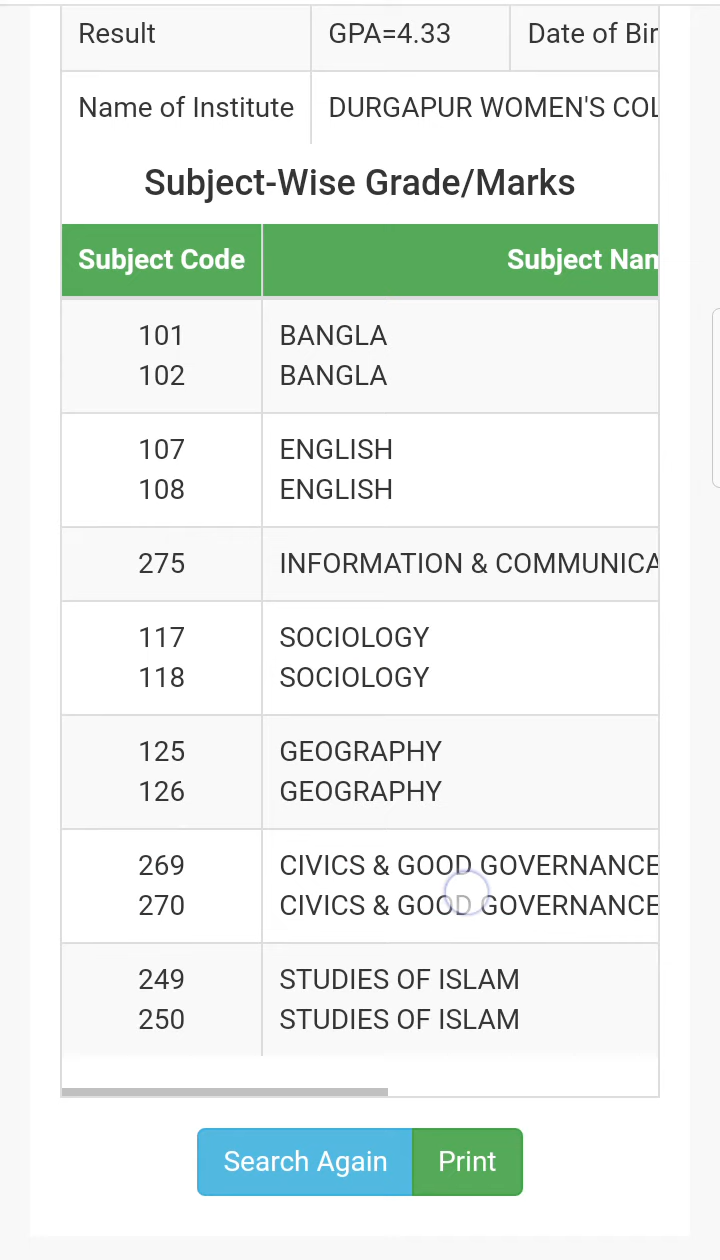 Result GPA=4.33 Date of Bir
Name of Institute DURGAPUR WOMEN'S COL
Subject-Wise Grade/Marks
Subject Code Subject Nam
101 BANGLA
102 BANGLA
107 ENGLISH
108 ENGLISH
275 INFORMATION & COMMUNICA
117 SOCIOLOGY
118 SOCIOLOGY
125 GEOGRAPHY
126 GEOGRAPHY
269 CIVICS & GOOD GOVERNANCE
270 CIVICS & GOOD GOVERNANCE
249 STUDIES OF ISLAM
250 STUDIES OF ISLAM
Search Again Print